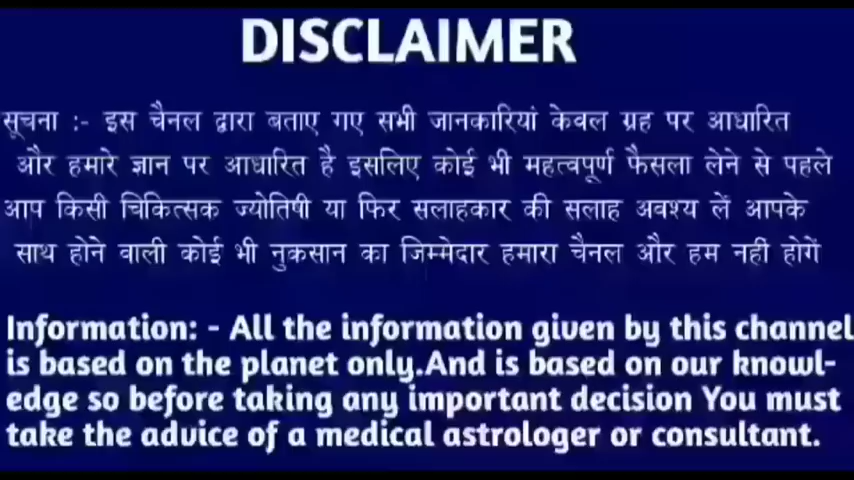 DISCLAIMER
सूचना :- इस चैनल द्वारा बताए गए सभी जानकारियां केवल ग्रह पर आधारित
और हमारे ज्ञान पर आधारित है इसलिए कोई भी महत्वपूर्ण फैसला लेने से पहले
आप किसी चिकित्सक ज्योतिषी या फिर सलाहकार की सलाह अवश्य लें आपके
साथ होने वाली कोई भी नुकसान का जिम्मेदार हमारा चैनल और हम नहीं होगें
Information: - All the information given by this channel
is based on the planet only.And is based on our knowl-
edge so before taking any important decision You must
take the advice of a medical astrologer or consultant.